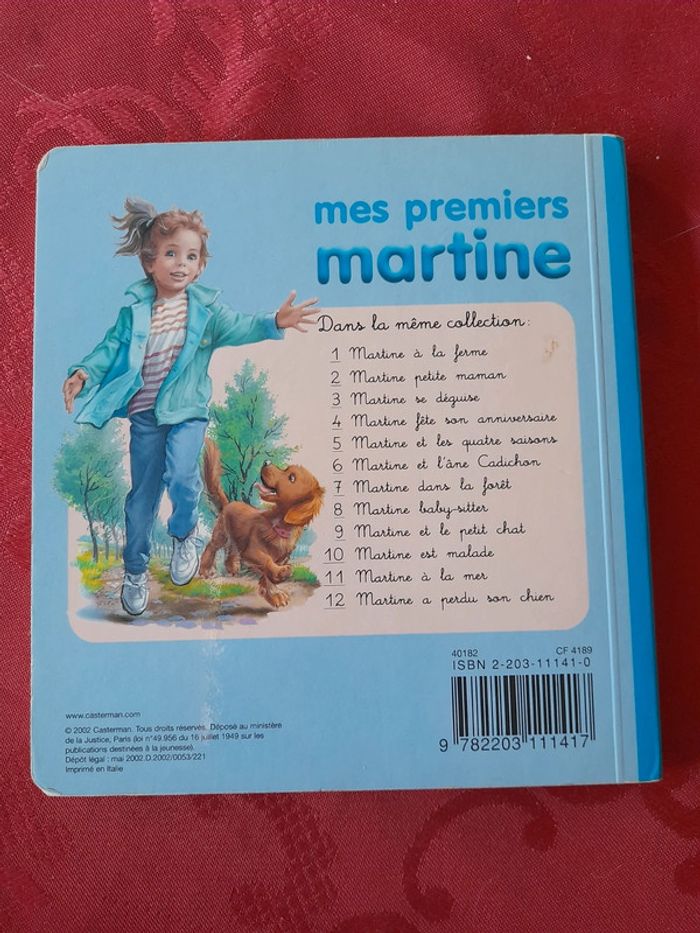 mes premiers
martine
Dans la même collection :
1 Martine à la ferme
2 Martine petite maman
3 Martine se déguise
4 Martine fête son anniversaire
5 Martine et les quatre saisons
6 Martine et l'âne Cadichon
7 Martine dans la forêt
8 Martine baby-sitter
9 Martine et le petit chat
10 Martine est malade
11 Martine à la mer
12 Martine a perdu son chien
40182 CF 4189
ISBN 2-203-11141-0
9 782203 111417
www.casterman.com
© 2002 Casterman. Tous droits réservés. Déposé au ministère
de la Justice, Paris (loi n°49.956 du 16 juillet 1949 sur les
publications destinées à la jeunesse).
Dépôt légal : mai 2002.D.2002/0053/221
Imprimé en Italie